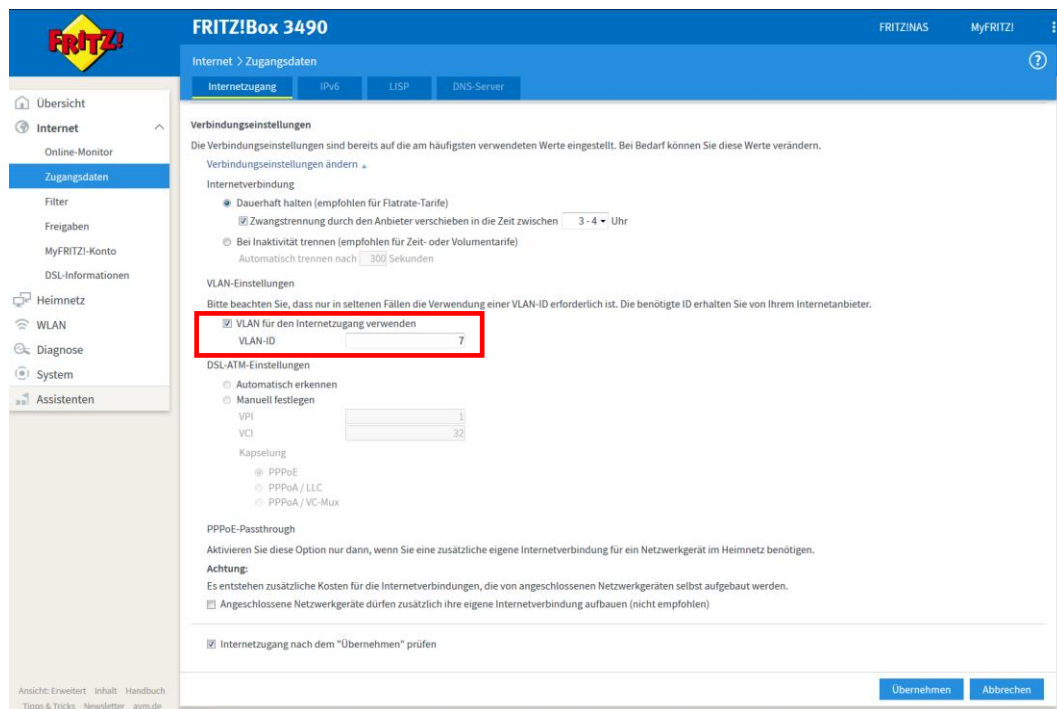 FRITZ!
FRITZ!Box 3490
FRITZ!NAS
MyFRITZ!
Internet > Zugangsdaten
?
Internetzugang
IPv6
LISP
DNS-Server
Übersicht
Internet
Online-Monitor
Zugangsdaten
Filter
Freigaben
MyFRITZ!-Konto
DSL-Informationen
Heimnetz
WLAN
Diagnose
System
Assistenten
Verbindungseinstellungen
Die Verbindungseinstellungen sind bereits auf die am häufigsten verwendeten Werte eingestellt. Bei Bedarf können Sie diese Werte verändern.
Verbindungseinstellungen ändern
Internetverbindung
Dauerhaft halten (empfohlen für Flatrate-Tarife)
Zwangstrennung durch den Anbieter verschieben in die Zeit zwischen 3 - 4 Uhr
Bei Inaktivität trennen (empfohlen für Zeit- oder Volumentarife)
Automatisch trennen nach 300 Sekunden
VLAN-Einstellungen
Bitte beachten Sie, dass nur in seltenen Fällen die Verwendung einer VLAN-ID erforderlich ist. Die benötigte ID erhalten Sie von Ihrem Internetanbieter.
VLAN für den Internetzugang verwenden
VLAN-ID 7
DSL-ATM-Einstellungen
Automatisch erkennen
Manuell festlegen
VPI 1
VCI 32
Kapselung
PPPoE
PPPoA / LLC
PPPoA / VC-Mux
PPPoE-Passthrough
Aktivieren Sie diese Option nur dann, wenn Sie eine zusätzliche eigene Internetverbindung für ein Netzwerkgerät im Heimnetz benötigen.
Achtung:
Es entstehen zusätzliche Kosten für die Internetverbindungen, die von angeschlossenen Netzwerkgeräten selbst aufgebaut werden.
Angeschlossene Netzwerkgeräte dürfen zusätzlich ihre eigene Internetverbindung aufbauen (nicht empfohlen)
Internetzugang nach dem "Übernehmen" prüfen
Übernehmen
Abbrechen
Ansicht: Erweitert Inhalt Handbuch
Tipps & Tricks Newsletter avm.de